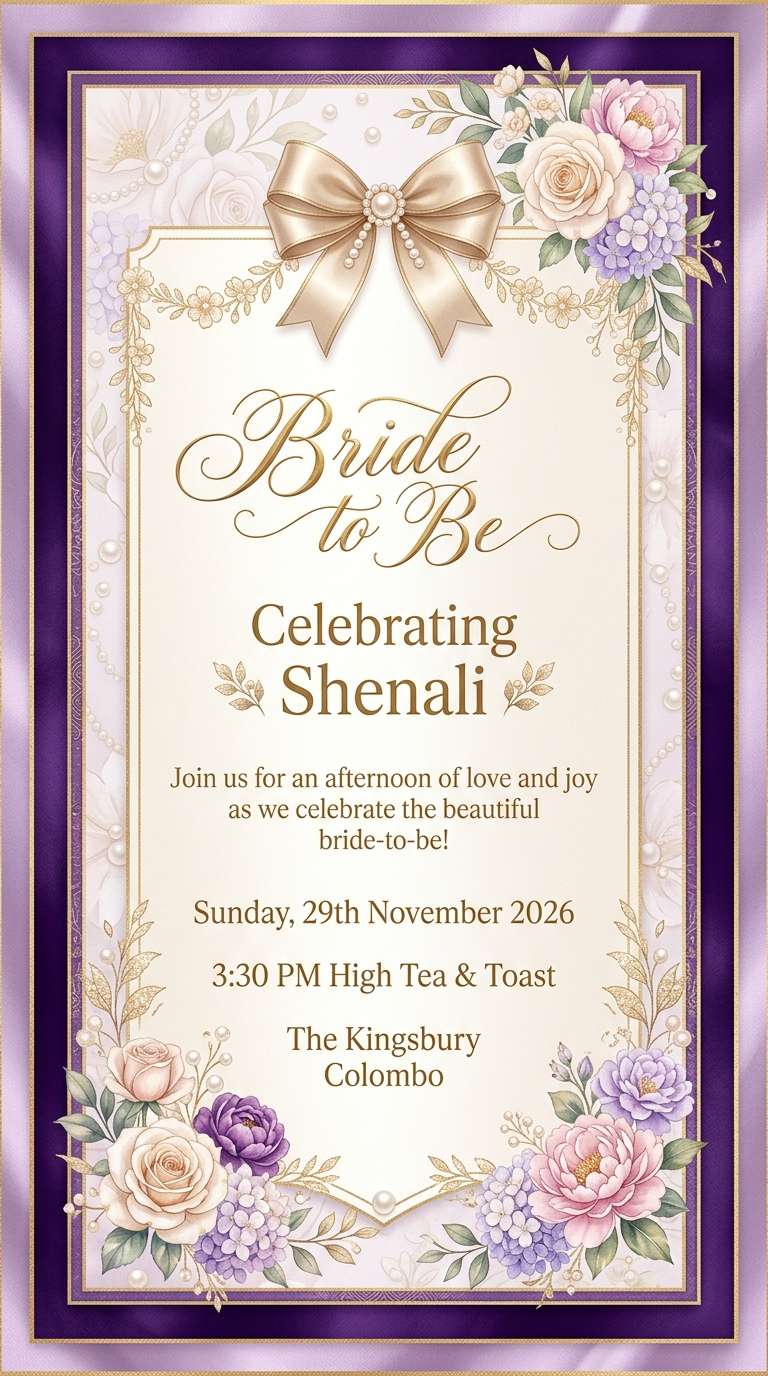 Bride
to Be
Celebrating
Shenali
Join us for an afternoon of love and joy
as we celebrate the beautiful
bride-to-be!
Sunday, 29th November 2026
3:30 PM High Tea & Toast
The Kingsbury
Colombo